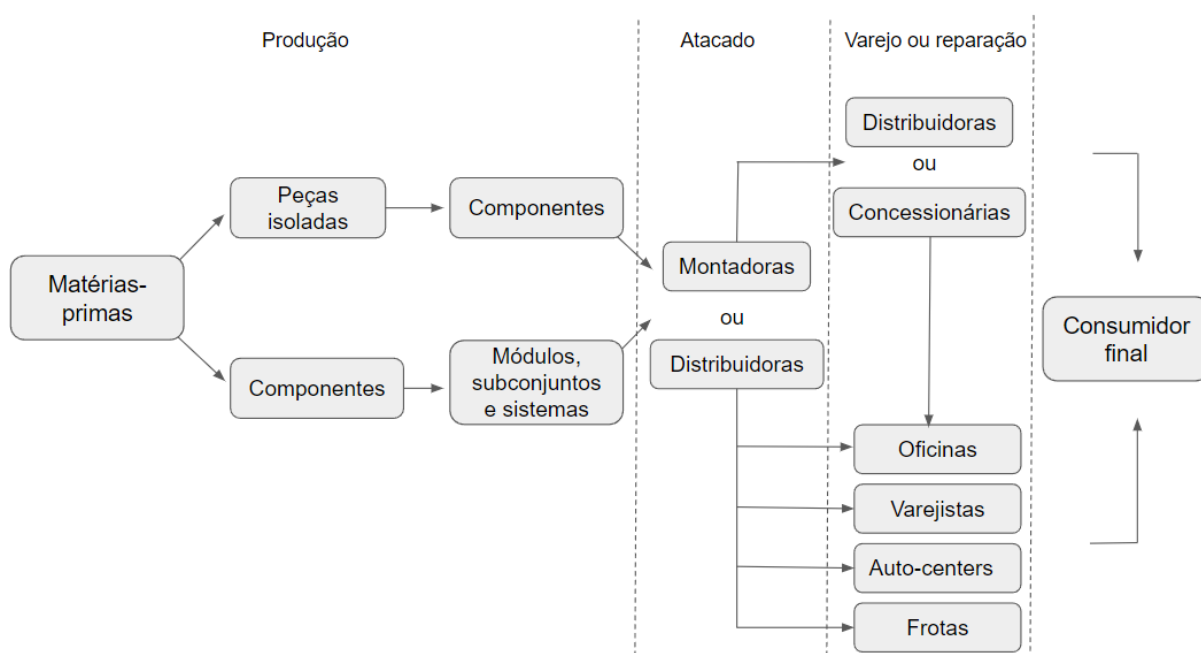 Produção
Atacado
Varejo ou reparação
Matérias-
primas
Peças
isoladas
Componentes
Componentes
Módulos,
subconjuntos
e sistemas
Montadoras
ou
Distribuidoras
Distribuidoras
ou
Concessionárias
Oficinas
Varejistas
Auto-centers
Frotas
Consumidor
final